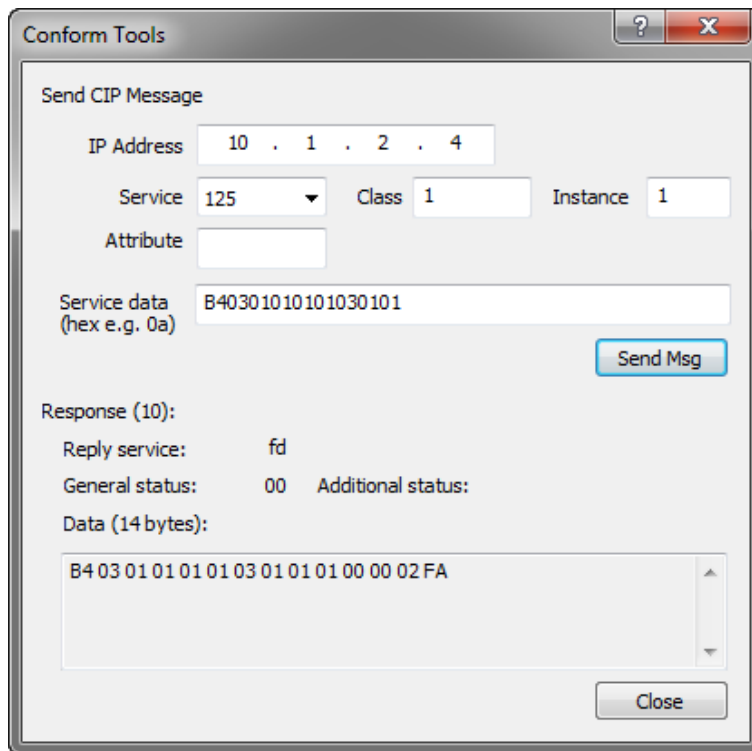 Conform Tools
Send CIP Message
IP Address 10 . 1 . 2 . 4
Service 125 Class 1 Instance 1
Attribute
Service data B40301010101030101
(hex e.g. 0a)
Send Msg
Response (10):
Reply service: fd
General status: 00 Additional status:
Data (14 bytes):
B4 03 01 01 01 01 03 01 01 01 00 00 02 FA
Close